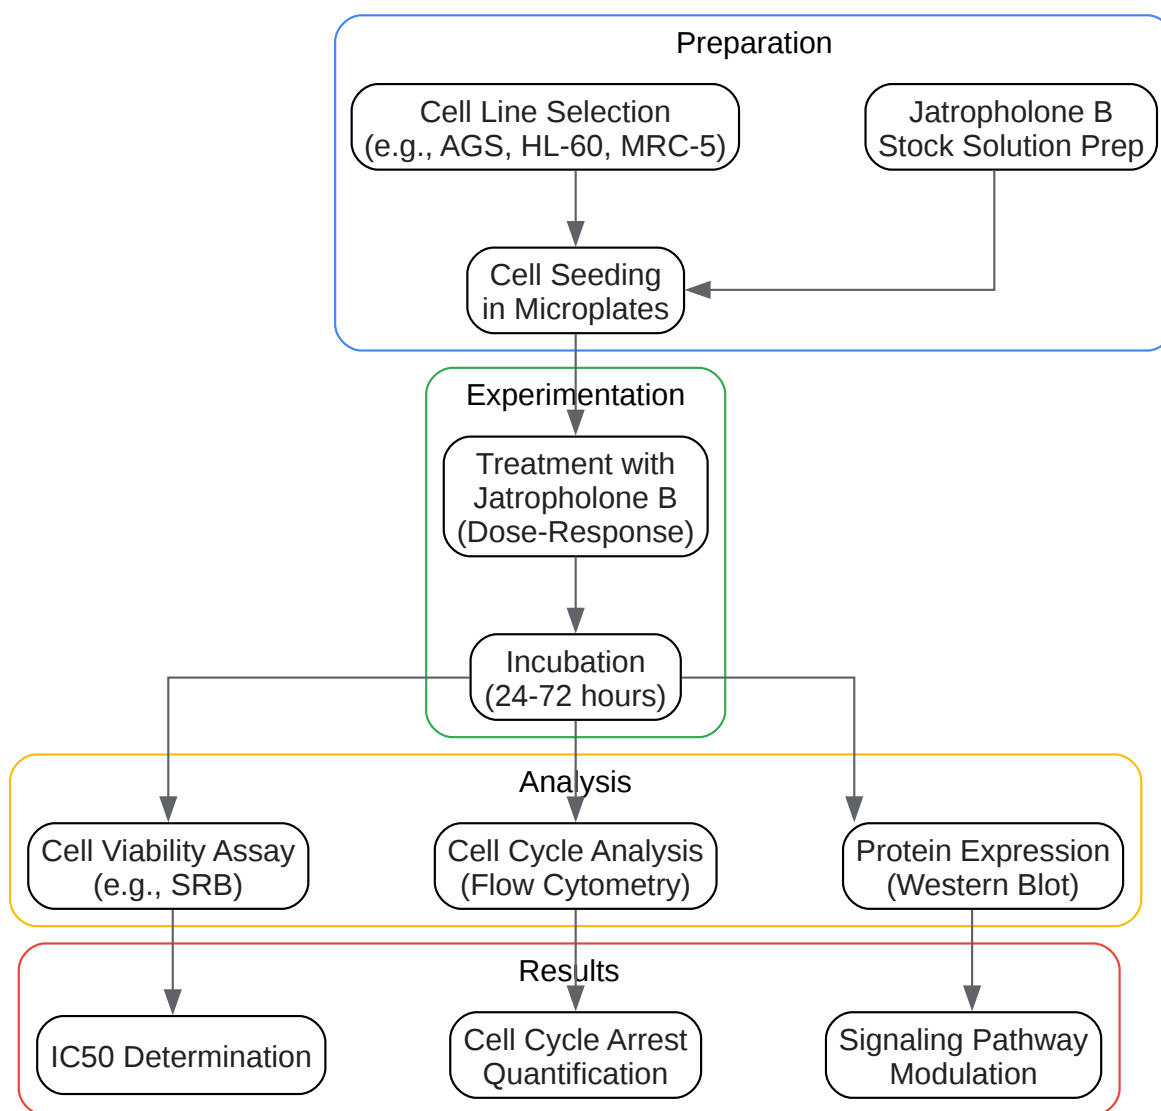 Preparation
Cell Line Selection
(e.g., AGS, HL-60, MRC-5)
Jatropholone B
Stock Solution Prep
Cell Seeding
in Microplates
Experimentation
Treatment with
Jatropholone B
(Dose-Response)
Incubation
(24-72 hours)
Analysis
Cell Viability Assay
(e.g., SRB)
Cell Cycle Analysis
(Flow Cytometry)
Protein Expression
(Western Blot)
Results
IC50 Determination
Cell Cycle Arrest
Quantification
Signaling Pathway
Modulation